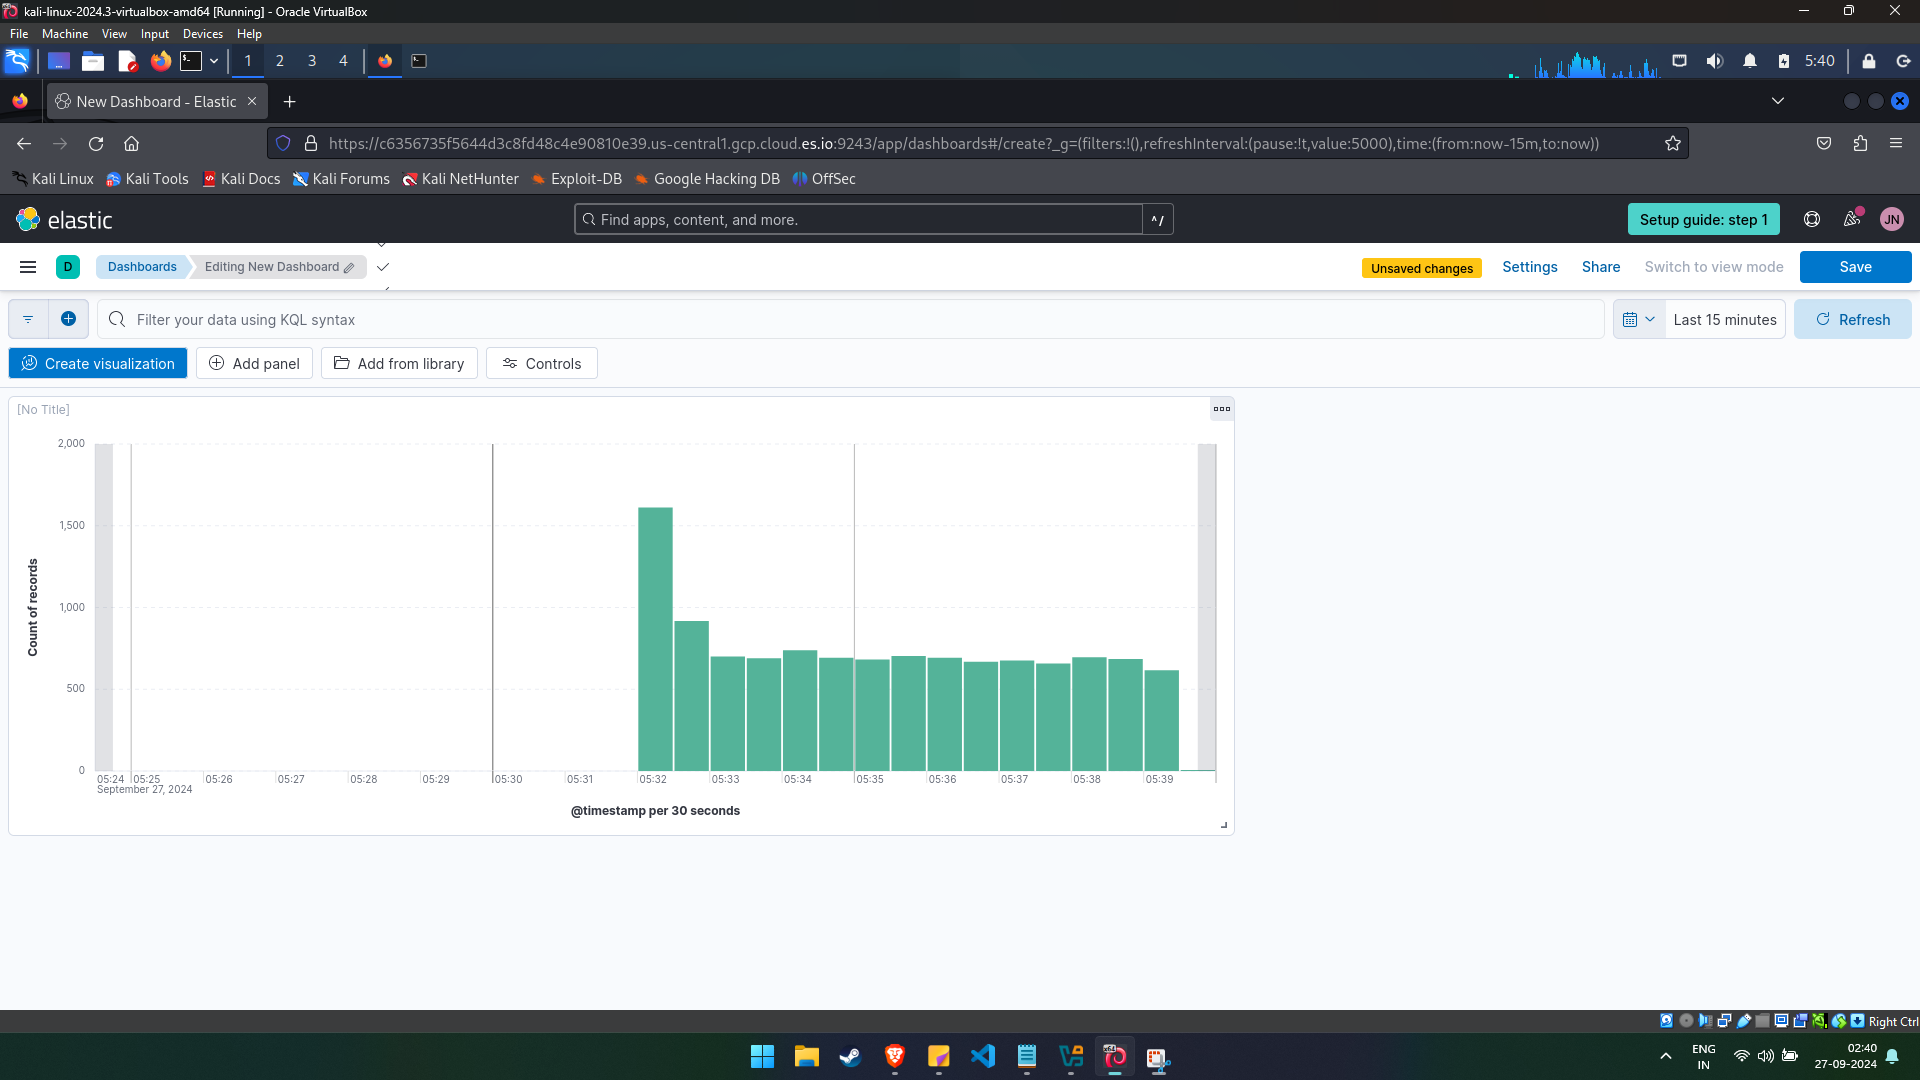 kali-linux-2024.3-virtualbox-amd64 [Running] - Oracle VirtualBox
File Machine View Input Devices Help
1 2 3 4 5:40
New Dashboard - Elastic
https://c6356735f5644d3c8fd48c4e90810e39.us-central1.gcp.cloud.es.io:9243/app/dashboards#/create?_g=(filters:!(),refreshInterval:(pause:!t,value:5000),time:(from:now-15m,to:now))
Kali Linux Kali Tools Kali Docs Kali Forums Kali NetHunter Exploit-DB Google Hacking DB OffSec
elastic Find apps, content, and more. ^/ Setup guide: step 1 JN
D Dashboards Editing New Dashboard Unsaved changes Settings Share Switch to view mode Save
Filter your data using KQL syntax Last 15 minutes Refresh
Create visualization Add panel Add from library Controls
[No Title]
2,000
1,500
1,000
500
0
Count of records
05:24 05:25 05:26 05:27 05:28 05:29 05:30 05:31 05:32 05:33 05:34 05:35 05:36 05:37 05:38 05:39
September 27, 2024
@timestamp per 30 seconds
Right Ctrl
ENG
IN
02:40
27-09-2024